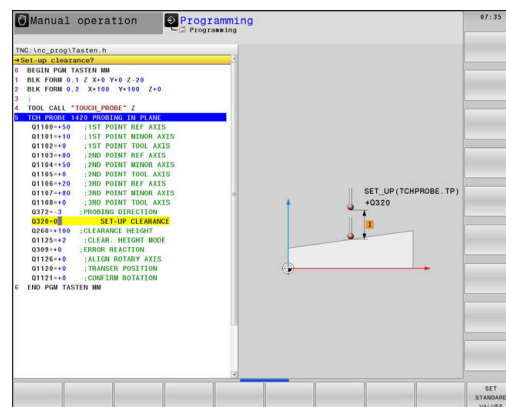 Manual operation
Programming
Programming
07:35
TNC:\nc_prog\Tasten.h
→Set-up clearance?
0 BEGIN PGM TASTEN MM
1 BLK FORM 0.1 Z X+0 Y+0 Z-20
2 BLK FORM 0.2 X+100 Y+100 Z+0
3 ;
4 TOOL CALL "TOUCH_PROBE" Z
5 TCH PROBE 1420 PROBING IN PLANE
Q1100=+50 ;1ST POINT REF AXIS
Q1101=+10 ;1ST POINT MINOR AXIS
Q1102=+0 ;1ST POINT TOOL AXIS
Q1103=+80 ;2ND POINT REF AXIS
Q1104=+50 ;2ND POINT MINOR AXIS
Q1105=+0 ;2ND POINT TOOL AXIS
Q1106=+20 ;3RD POINT REF AXIS
Q1107=+80 ;3RD POINT MINOR AXIS
Q1108=+0 ;3RD POINT TOOL AXIS
Q372=-3 ;PROBING DIRECTION
Q320=0 SET-UP CLEARANCE
Q260=+100 ;CLEARANCE HEIGHT
Q1125=+2 ;CLEAR. HEIGHT MODE
Q309=+0 ;ERROR REACTION
Q1126=+0 ;ALIGN ROTARY AXIS
Q1120=+0 ;TRANSER POSITION
Q1121=+0 ;CONFIRM ROTATION
6 END PGM TASTEN MM
SET_UP(TCHPROBE.TP)
+Q320
I
SET
STANDARD
VALUES